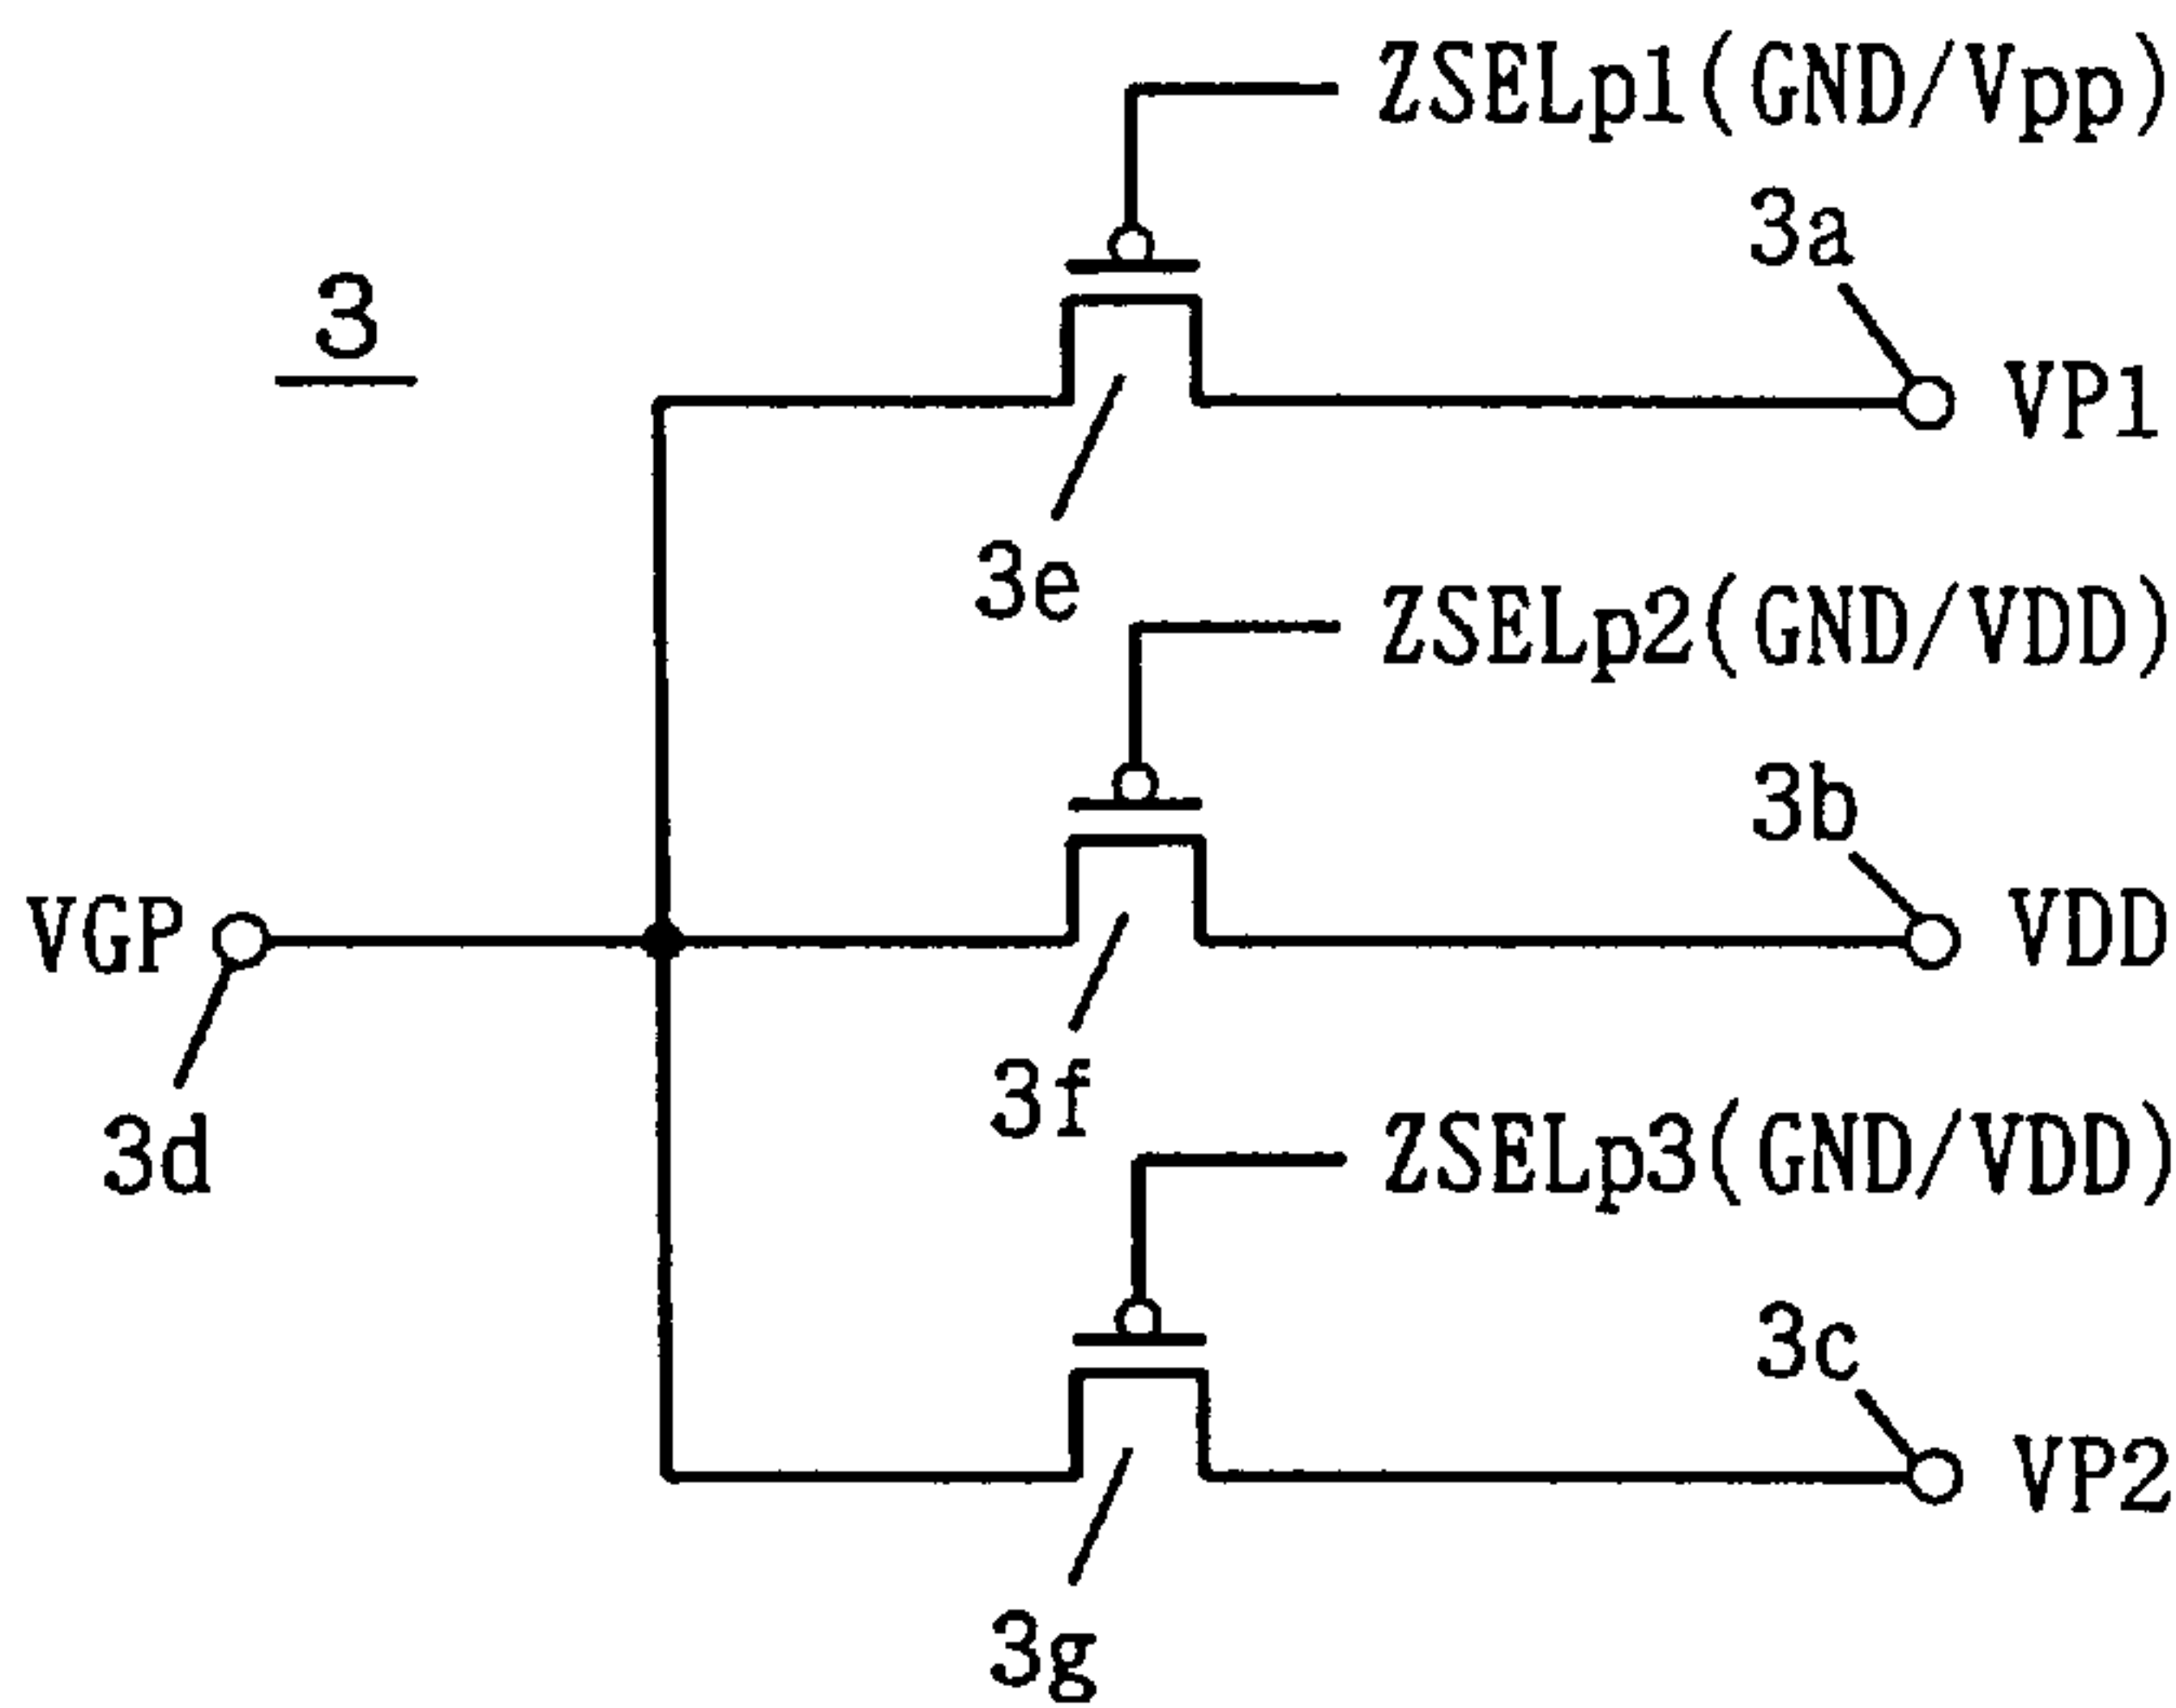 ZSELp1(GND/Vpp)
3a
3
VP1
3e
ZSELp2(GND/VDD)
3b
VGP
VDD
3f
3d
ZSELp3(GND/VDD)
3c
VP2
3g